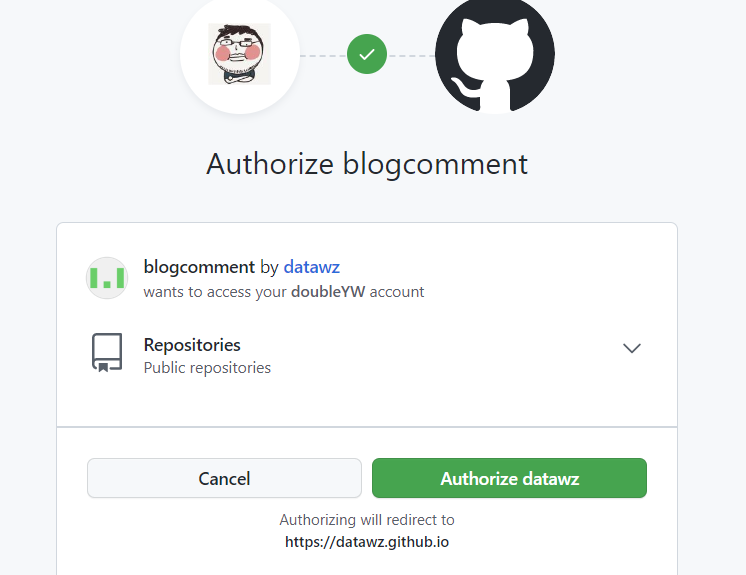 Authorize blogcomment
blogcomment by datawz
wants to access your doubleYW account
Repositories
Public repositories
Cancel
Authorize datawz
Authorizing will redirect to
https://datawz.github.io